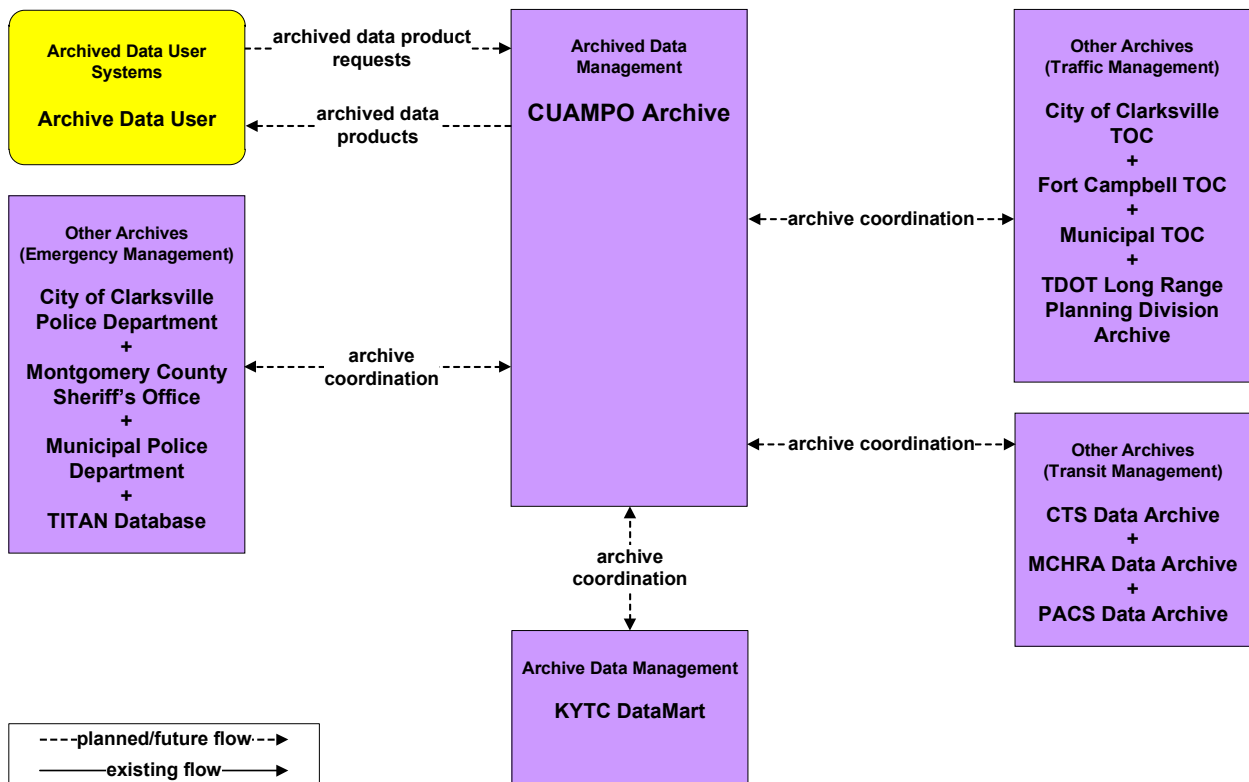 Archived Data User
Systems
Archive Data User
archived data product
requests
archived data
products
Archived Data
Management
CUAMPO Archive
Other Archives
(Traffic Management)
City of Clarksville
TOC
+
Fort Campbell TOC
+
Municipal TOC
+
TDOT Long Range
Planning Division
Archive
archive coordination
Other Archives
(Emergency Management)
City of Clarksville
Police Department
+
Montgomery County
Sheriff's Office
+
Municipal Police
Department
+
TITAN Database
archive
coordination
archive coordination
Other Archives
(Transit Management)
CTS Data Archive
+
MCHRA Data Archive
+
PACS Data Archive
archive
coordination
Archive Data Management
KYTC DataMart
planned/future flow
existing flow